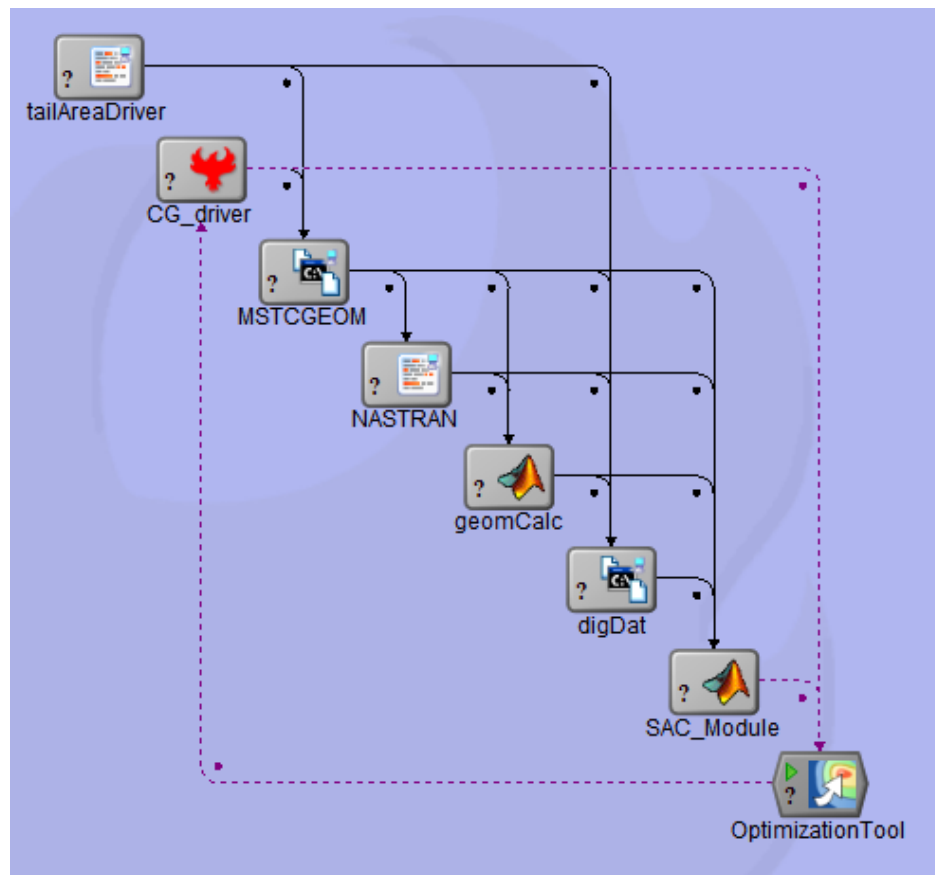 ?
tailAreaDriver
?
CG_driver
?
C:\
MSTCGEOM
?
NASTRAN
?
geomCalc
?
C:\
digDat
?
SAC_Module
?
OptimizationTool